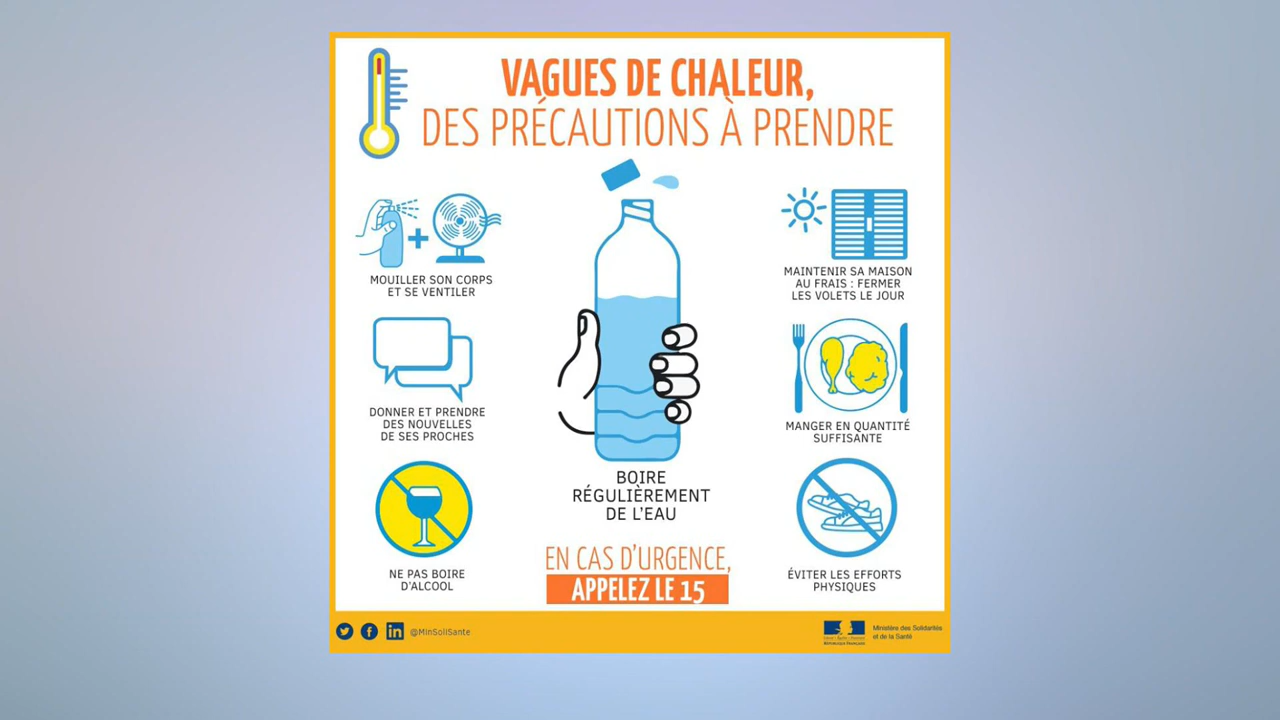 VAGUES DE CHALEUR,
DES PRÉCAUTIONS À PRENDRE
MOUILLER SON CORPS
ET SE VENTILER
DONNER ET PRENDRE
DES NOUVELLES
DE SES PROCHES
NE PAS BOIRE
D'ALCOOL
BOIRE
RÉGULIÈREMENT
DE L'EAU
EN CAS D'URGENCE,
APPELEZ LE 15
MAINTENIR SA MAISON
AU FRAIS : FERMER
LES VOLETS LE JOUR
MANGER EN QUANTITÉ
SUFFISANTE
ÉVITER LES EFFORTS
PHYSIQUES
@MinSoliSante
RÉPUBLIQUE FRANÇAISE
Ministère des Solidarités
et de la Santé